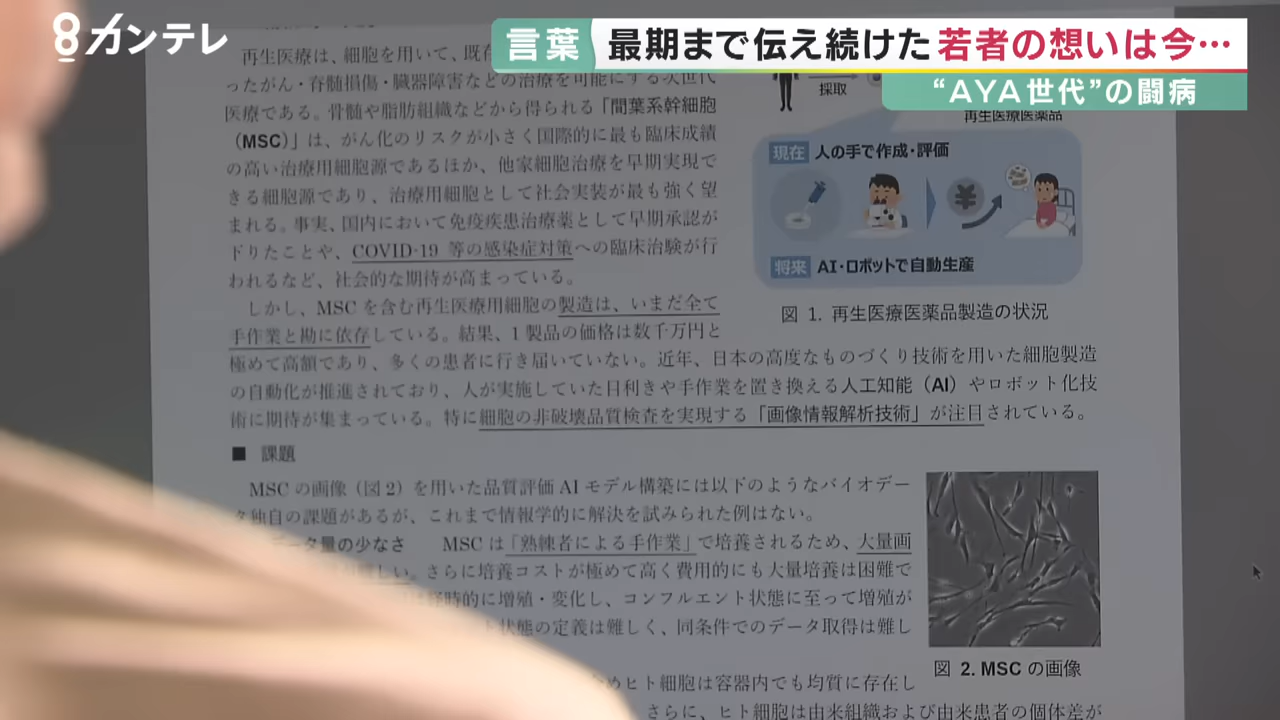 8カンテレ
言葉 最期まで伝え続けた 若者の想いは今…
“AYA世代”の闘病
再生医療は、細胞を用いて、既存
ったがん・脊髄損傷・臓器障害などの治療を可能にする次世代
医療である。骨髄や脂肪組織などから得られる「間葉系幹細胞
（MSC）」は、がん化のリスクが小さく国際的に最も臨床成績
の高い治療用細胞源であるほか、他家細胞治療を早期実現で
きる細胞源であり、治療用細胞として社会実装が最も強く望
まれる。事実、国内において免疫疾患治療薬として早期承認が
下りたことや、COVID-19 等の感染症対策への臨床治験が行
われるなど、社会的な期待が高まっている。
しかし、MSC を含む再生医療用細胞の製造は、いまだ全て
手作業と勘に依存している。結果、1 製品の価格は数千万円と
極めて高額であり、多くの患者に行き届いていない。近年、日本の高度なものづくり技術を用いた細胞製造
の自動化が推進されており、人が実施していた目利きや手作業を置き換える人工知能（AI）やロボット化技
術に期待が集まっている。特に細胞の非破壊品質検査を実現する「画像情報解析技術」が注目されている。
採取
再生医療医薬品
現在 人の手で作成・評価
¥
将来 AI・ロボットで自動生産
図 1. 再生医療医薬品製造の状況
■ 課題
MSC の画像（図 2）を用いた品質評価 AI モデル構築には以下のようなバイオデー
タ独自の課題があるが、これまで情報学的に解決を試みられた例はない。
データ量の少なさ MSC は「熟練者による手作業」で培養されるため、大量画
しい。さらに培養コストが極めて高く費用的にも大量培養は困難で
経時的に増殖・変化し、コンフルエント状態に至って増殖が
状態の定義は難しく、同条件でのデータ取得は難し
めヒト細胞は容器内でも均質に存在し
さらに、ヒト細胞は由来組織および由来患者の個体差が
図 2. MSC の画像